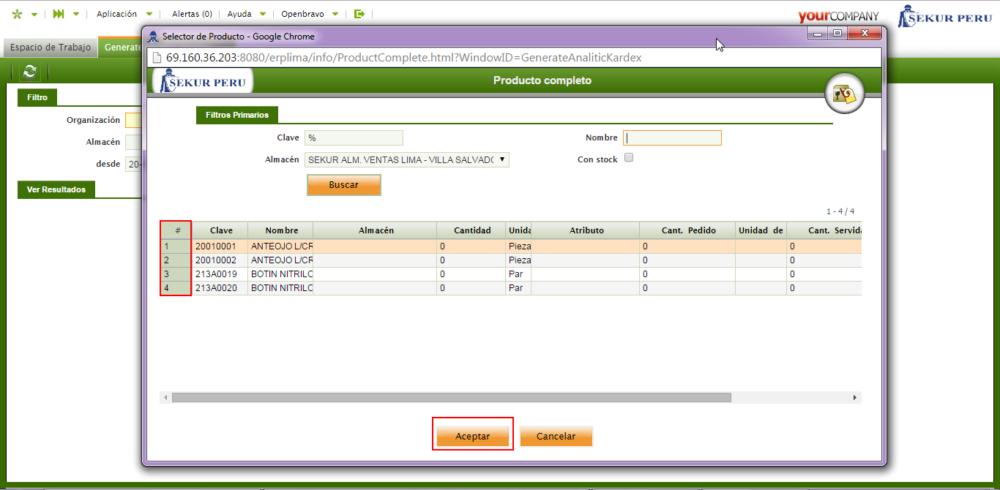 Aplicación Alertas (0) Ayuda Openbravo yourCOMPANY SEKUR PERU
Espacio de Trabajo Generate
Selector de Producto - Google Chrome
69.160.36.203:8080/erplima/info/ProductComplete.html?WindowID=GenerateAnaliticKardex
SEKUR PERU Producto completo
Filtro
Organización
Almacén
desde 20-
Ver Resultados
Filtros Primarios
Clave % Nombre
Almacén SEKUR ALM. VENTAS LIMA - VILLA SALVADO Con stock
Buscar
1 - 4 / 4
# Clave Nombre Almacén Cantidad Unida Atributo Cant. Pedido Unidad de Cant. Servida
1 20010001 ANTEOJO L/CR 0 Pieza 0 0
2 20010002 ANTEOJO L/CR 0 Pieza 0 0
3 213A0019 BOTIN NITRILO 0 Par 0 0
4 213A0020 BOTIN NITRILO 0 Par 0 0
Aceptar Cancelar